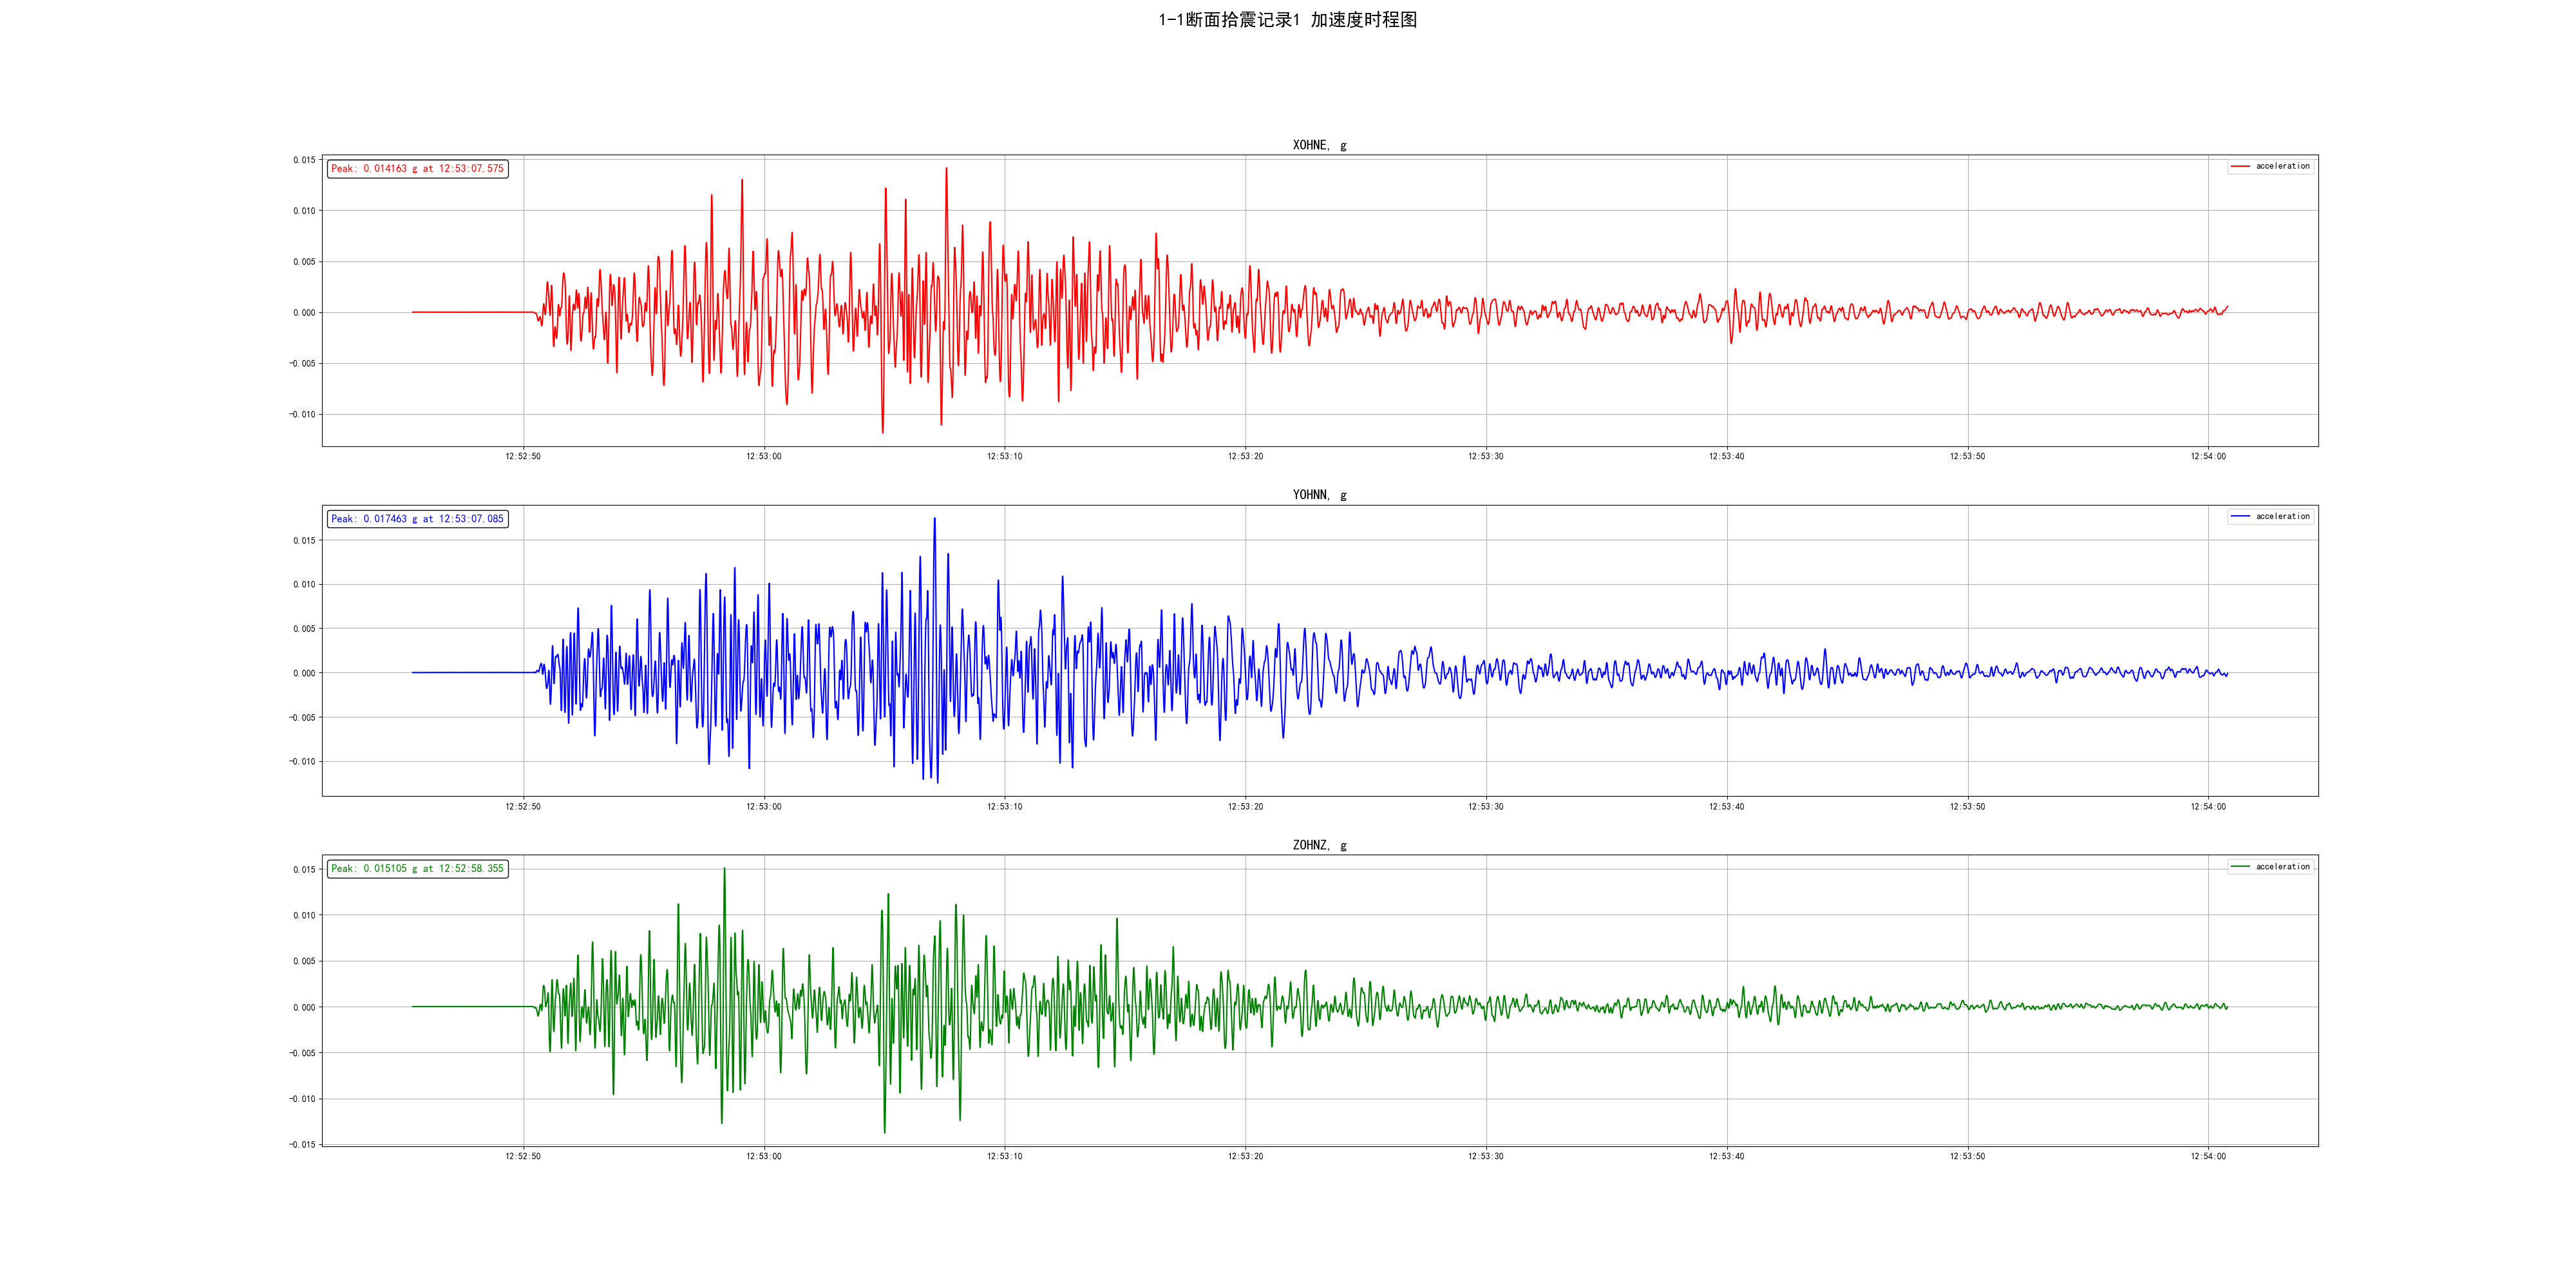 1-1断面拾震记录1 加速度时程图
XOHNE, g
Peak: 0.014163 g at 12:53:07.575
acceleration
0.015
0.010
0.005
0.000
-0.005
-0.010
12:52:50 12:53:00 12:53:10 12:53:20 12:53:30 12:53:40 12:53:50 12:54:00
YOHNN, g
Peak: 0.017463 g at 12:53:07.085
acceleration
0.015
0.010
0.005
0.000
-0.005
-0.010
12:52:50 12:53:00 12:53:10 12:53:20 12:53:30 12:53:40 12:53:50 12:54:00
ZOHNZ, g
Peak: 0.015105 g at 12:52:58.355
acceleration
0.015
0.010
0.005
0.000
-0.005
-0.010
-0.015
12:52:50 12:53:00 12:53:10 12:53:20 12:53:30 12:53:40 12:53:50 12:54:00